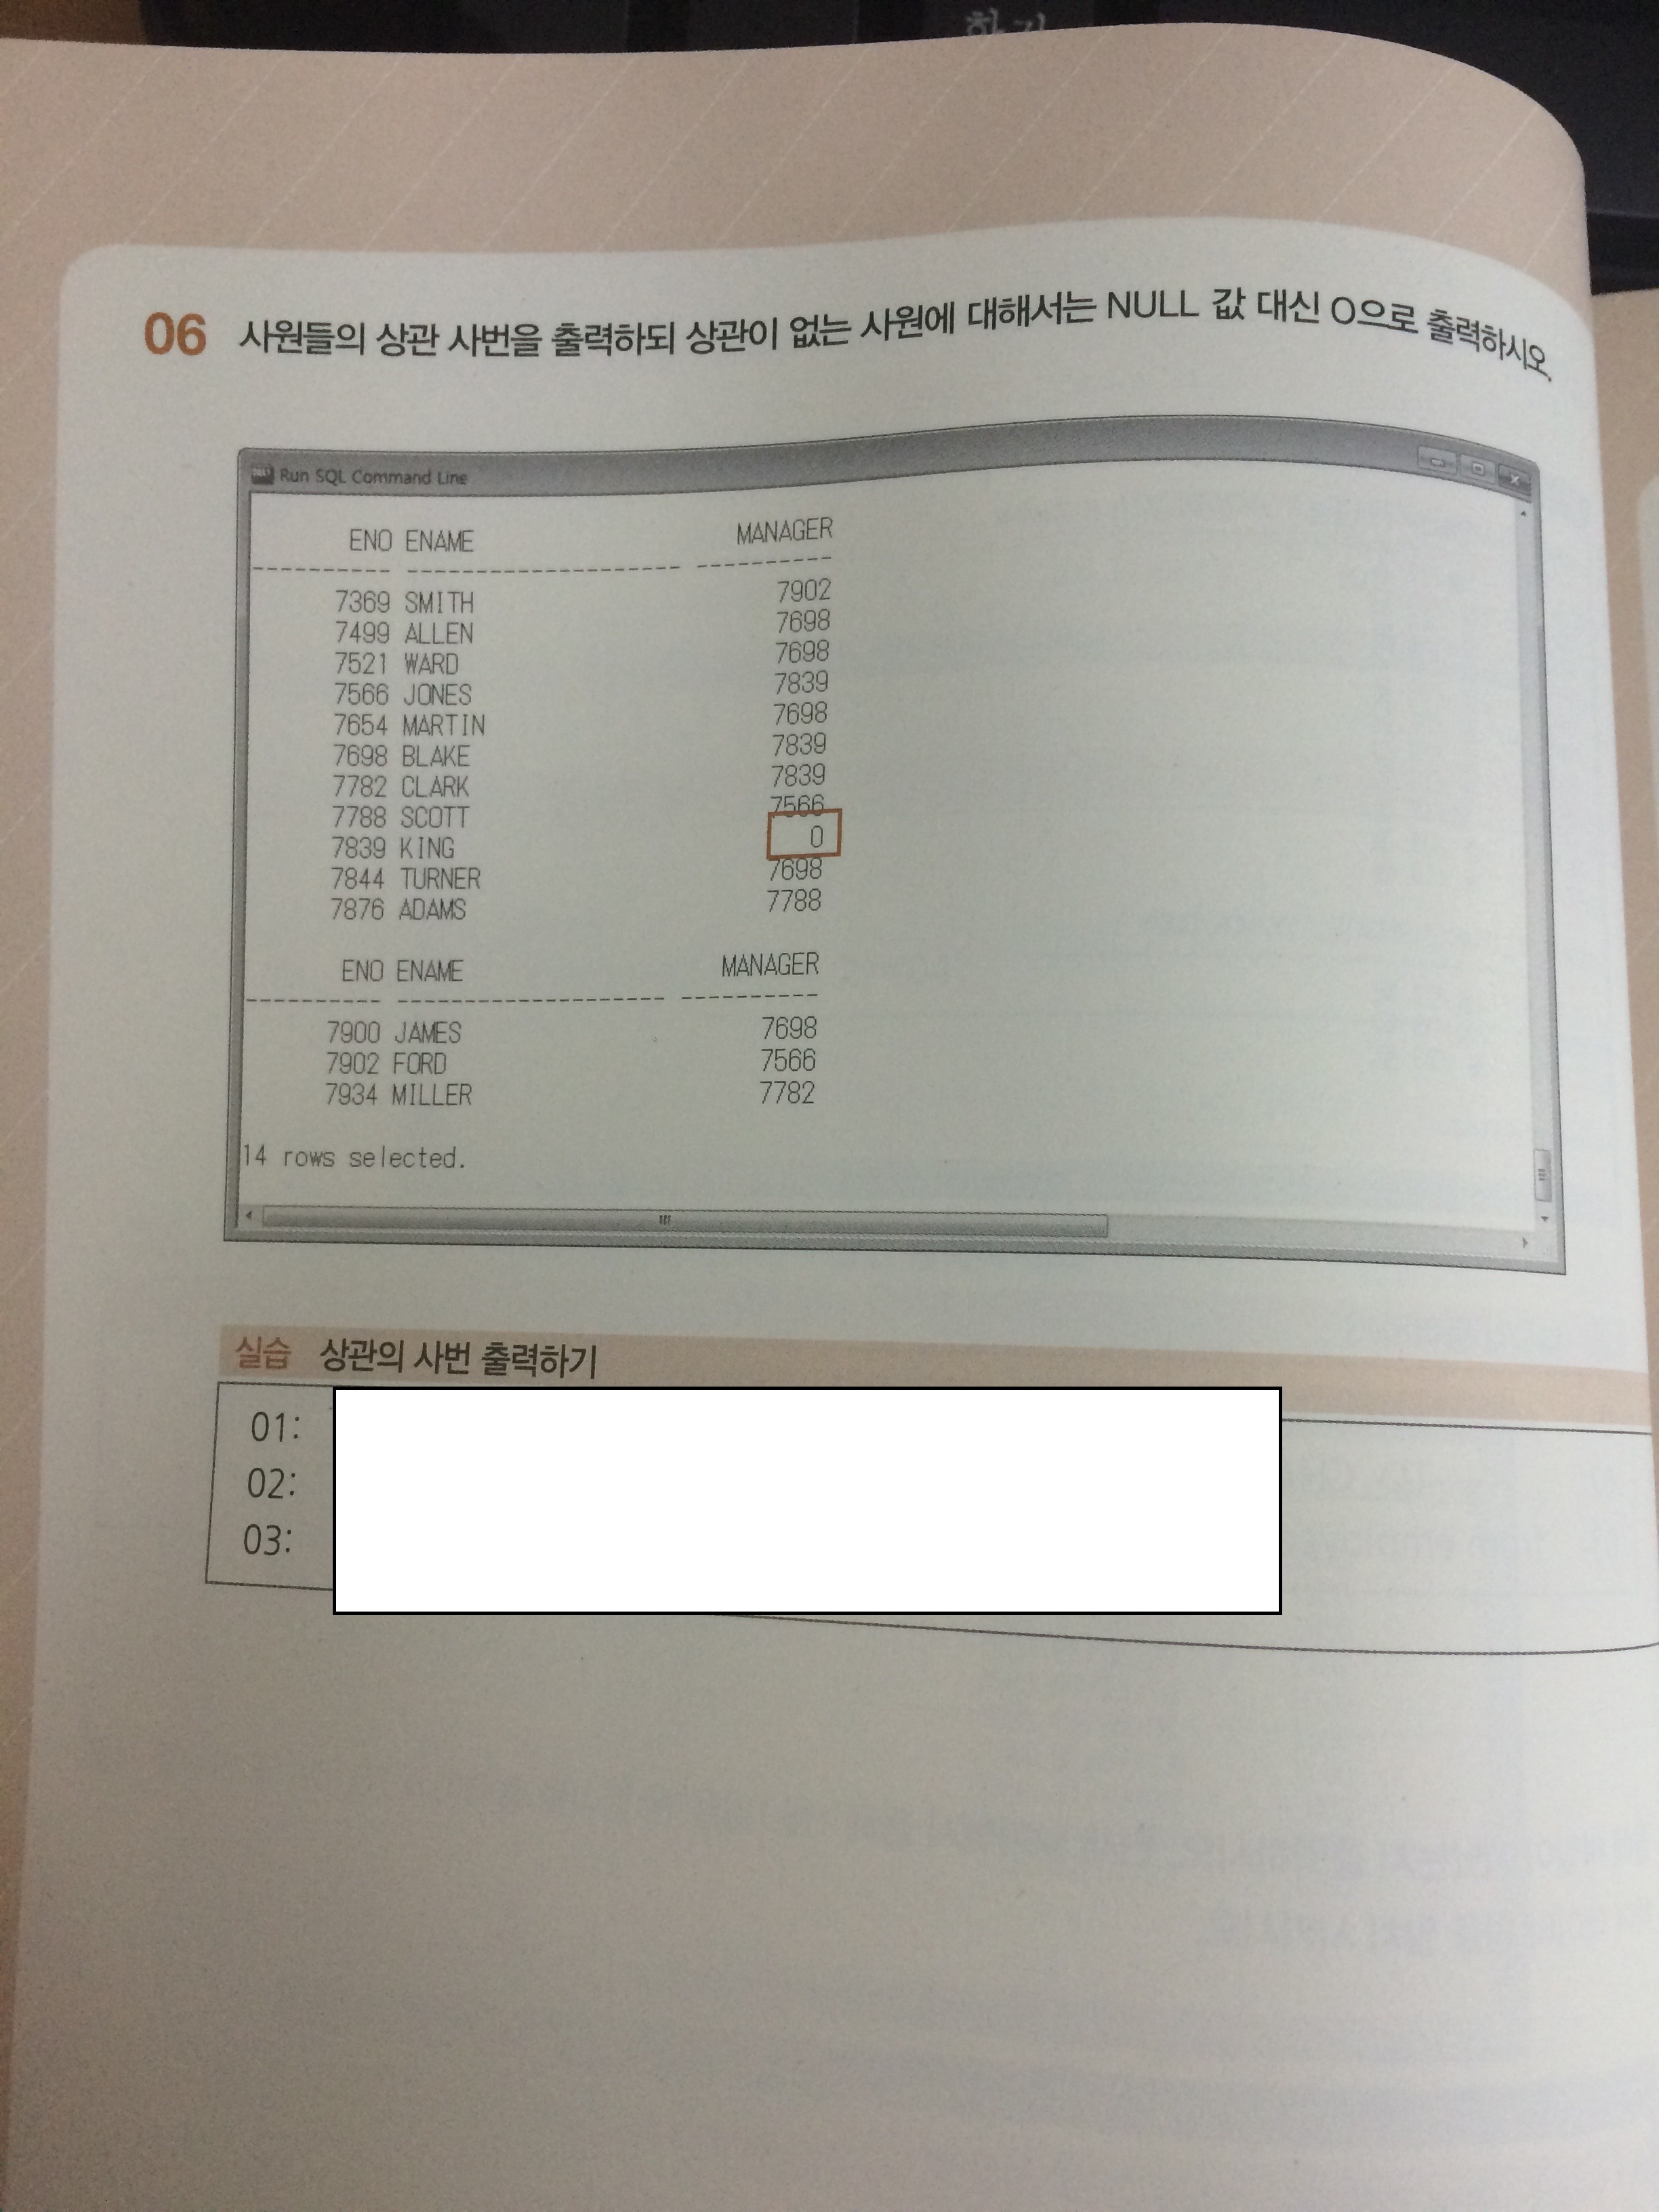 06 사원들의 상관 사번을 출력하되 상관이 없는 사원에 대해서는 NULL 값 대신 0으로 출력하시오.
Run SQL Command Line
ENO ENAME MANAGER
---------- -------------------- ----------
7369 SMITH 7902
7499 ALLEN 7698
7521 WARD 7698
7566 JONES 7839
7654 MARTIN 7698
7698 BLAKE 7839
7782 CLARK 7839
7788 SCOTT 7566
7839 KING 0
7844 TURNER 7698
7876 ADAMS 7788
ENO ENAME MANAGER
---------- -------------------- ----------
7900 JAMES 7698
7902 FORD 7566
7934 MILLER 7782
14 rows selected.
실습 상관의 사번 출력하기
01:
02:
03: